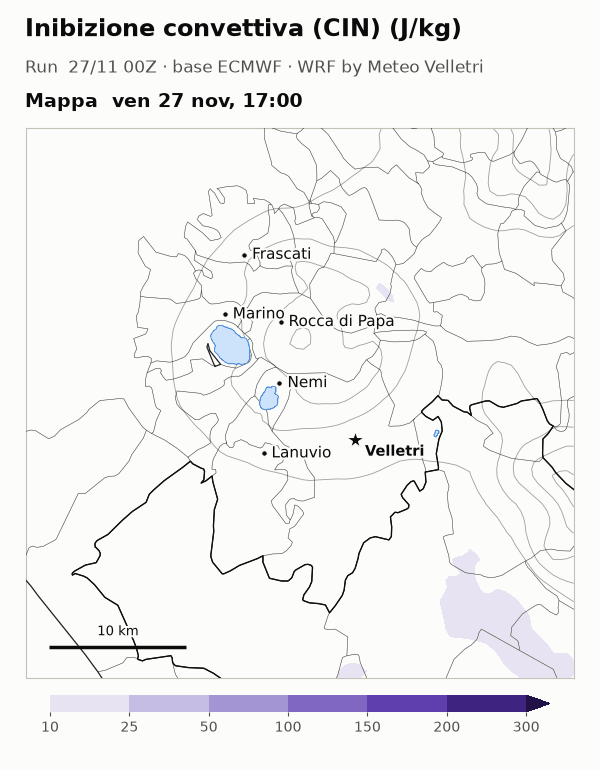 Inibizione convettiva (CIN) (J/kg)
Run 27/11 00Z · base ECMWF · WRF by Meteo Velletri
Mappa ven 27 nov, 17:00
Frascati
Marino
Rocca di Papa
Nemi
Velletri
Lanuvio
10 km
10 25 50 100 150 200 300